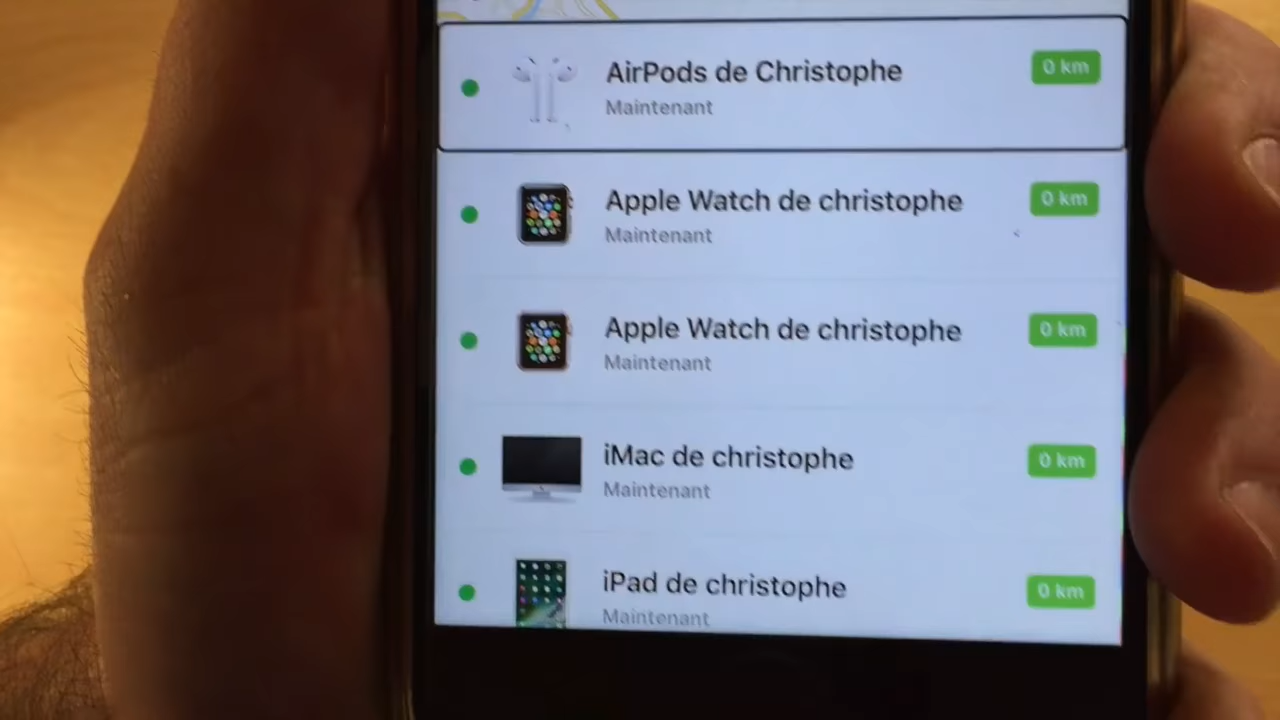 AirPods de Christophe
0 km
Maintenant
Apple Watch de christophe
0 km
Maintenant
Apple Watch de christophe
0 km
Maintenant
iMac de christophe
0 km
Maintenant
iPad de christophe
0 km
Maintenant